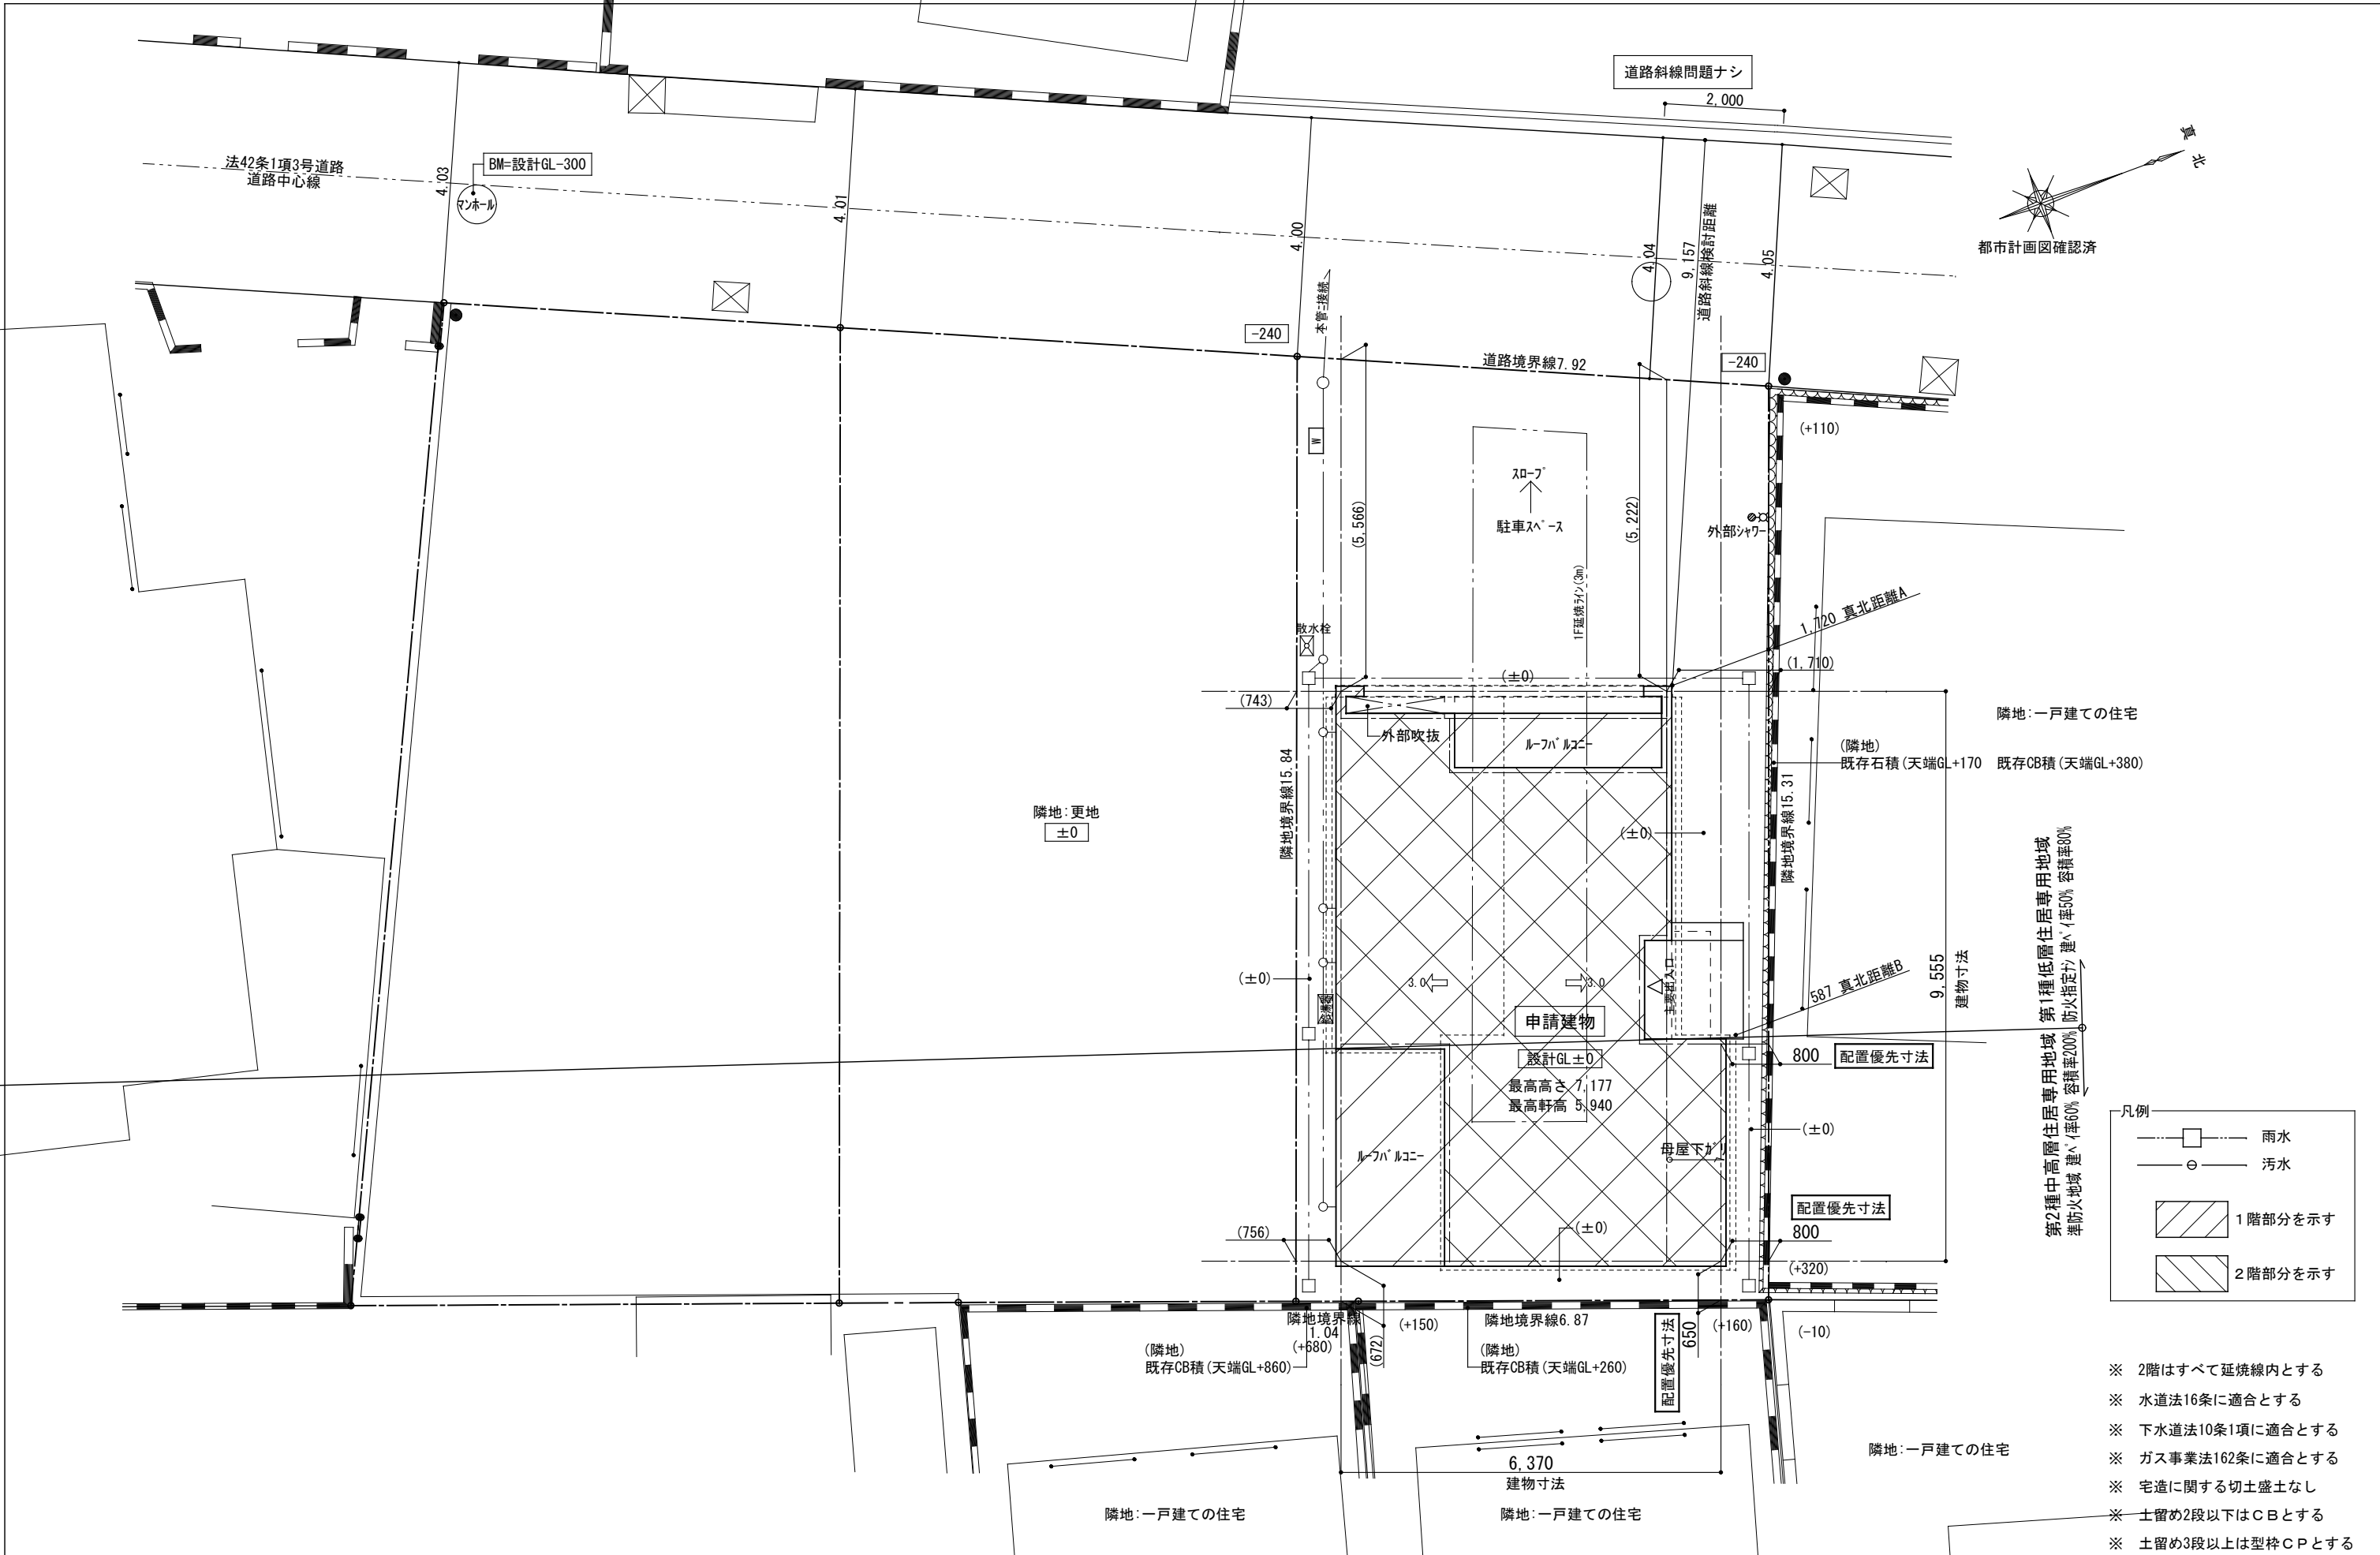 道路斜線問題ナシ
2,000
真北
都市計画図確認済
法42条1項3号道路
道路中心線
4.03
BM=設計GL-300
マンホール
4.01
4.00
4.04
9,157
道路斜線検討距離
4.05
本管ニ接続
-240
道路境界線7.92
-240
(+110)
W
スロープ
駐車スペース
(5,566)
(5,222)
外部シャワー
1F延焼ライン(3m)
散水栓
1,720 真北距離A
(1,710)
(±0)
(743)
外部吹抜
ルーフバルコニー
隣地:一戸建ての住宅
(隣地)
既存石積(天端GL+170 既存CB積(天端GL+380)
隣地境界線15.84
隣地境界線15.31
隣地:更地
±0
(±0)
(±0)
3.0
3.0
主要出入口
587 真北距離B
9,555
建物寸法
第1種低層住居専用地域
防火指定ナシ 建ペイ率50% 容積率80%
第2種中高層住居専用地域
準防火地域 建ペイ率60% 容積率200%
申請建物
設計GL±0
最高高さ 7,177
最高軒高 5,940
800
配置優先寸法
(±0)
ルーフバルコニー
母屋下ガリ
配置優先寸法
800
(±0)
(756)
(+320)
凡例
雨水
汚水
1階部分を示す
2階部分を示す
隣地境界線
1.04
(+680)
(672)
(+150)
隣地境界線6.87
650
配置優先寸法
(+160)
(-10)
(隣地)
既存CB積(天端GL+860)
(隣地)
既存CB積(天端GL+260)
6,370
建物寸法
隣地:一戸建ての住宅
隣地:一戸建ての住宅
隣地:一戸建ての住宅
※ 2階はすべて延焼線内とする
※ 水道法16条に適合とする
※ 下水道法10条1項に適合とする
※ ガス事業法162条に適合とする
※ 宅造に関する切土盛土なし
※ 土留め2段以下はCBとする
※ 土留め3段以上は型枠CPとする